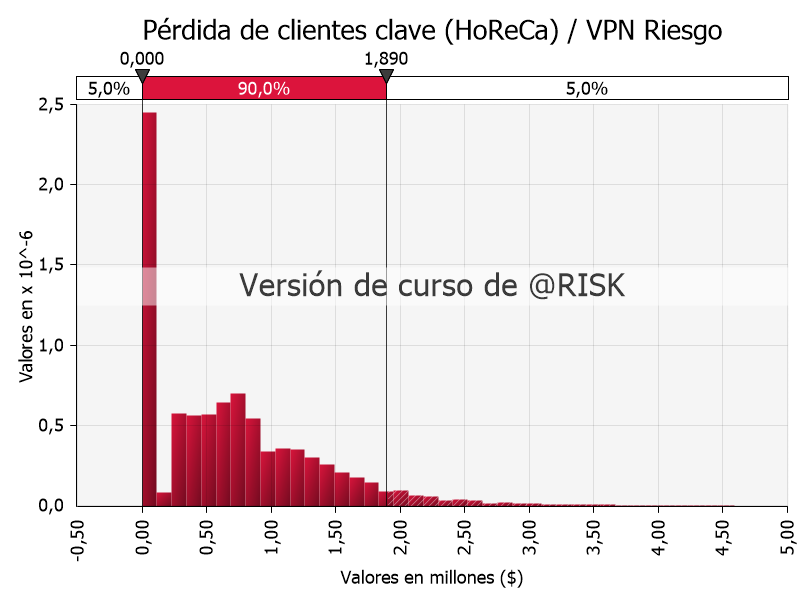 Pérdida de clientes clave (HoReCa) / VPN Riesgo
0,000 1,890
5,0% 90,0% 5,0%
2,5
2,0
1,5
1,0
0,5
0,0
Valores en x 10^-6
Versión de curso de @RISK
-0,50 0,00 0,50 1,00 1,50 2,00 2,50 3,00 3,50 4,00 4,50 5,00
Valores en millones ($)